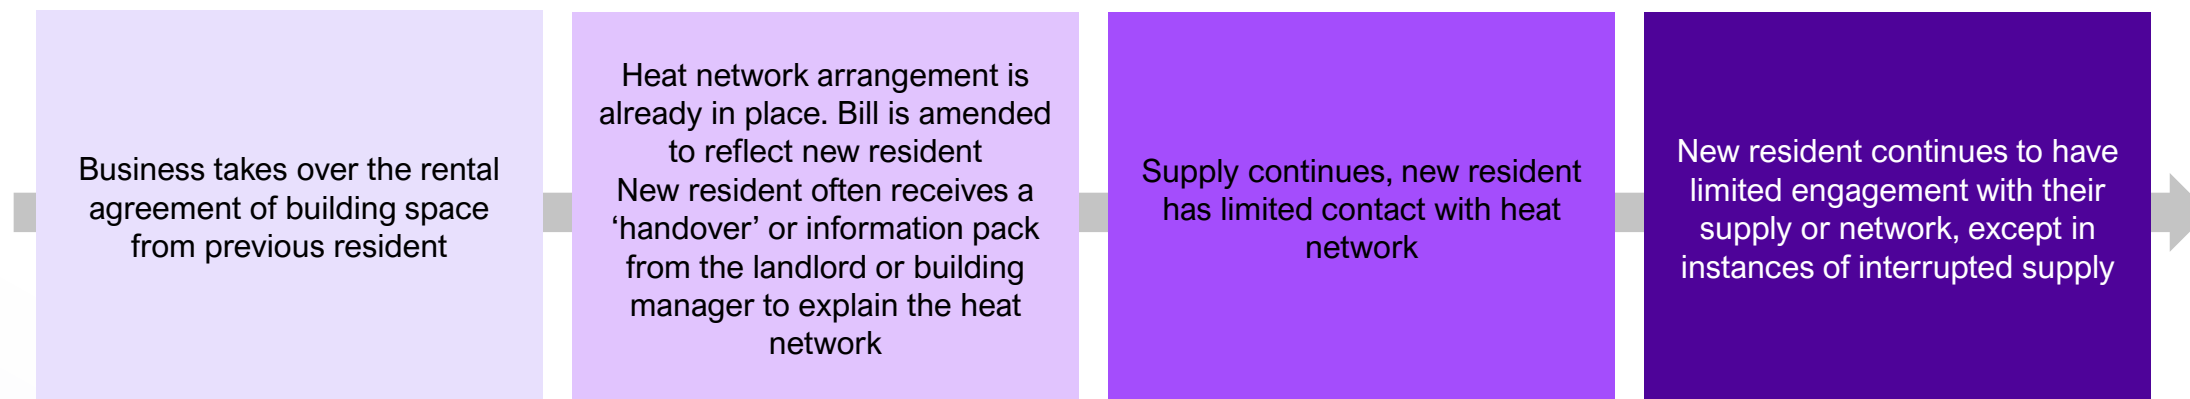 Business takes over the rental
agreement of building space
from previous resident
Heat network arrangement is
already in place. Bill is amended
to reflect new resident
New resident often receives a
‘handover’ or information pack
from the landlord or building
manager to explain the heat
network
Supply continues, new resident
has limited contact with heat
network
New resident continues to have
limited engagement with their
supply or network, except in
instances of interrupted supply